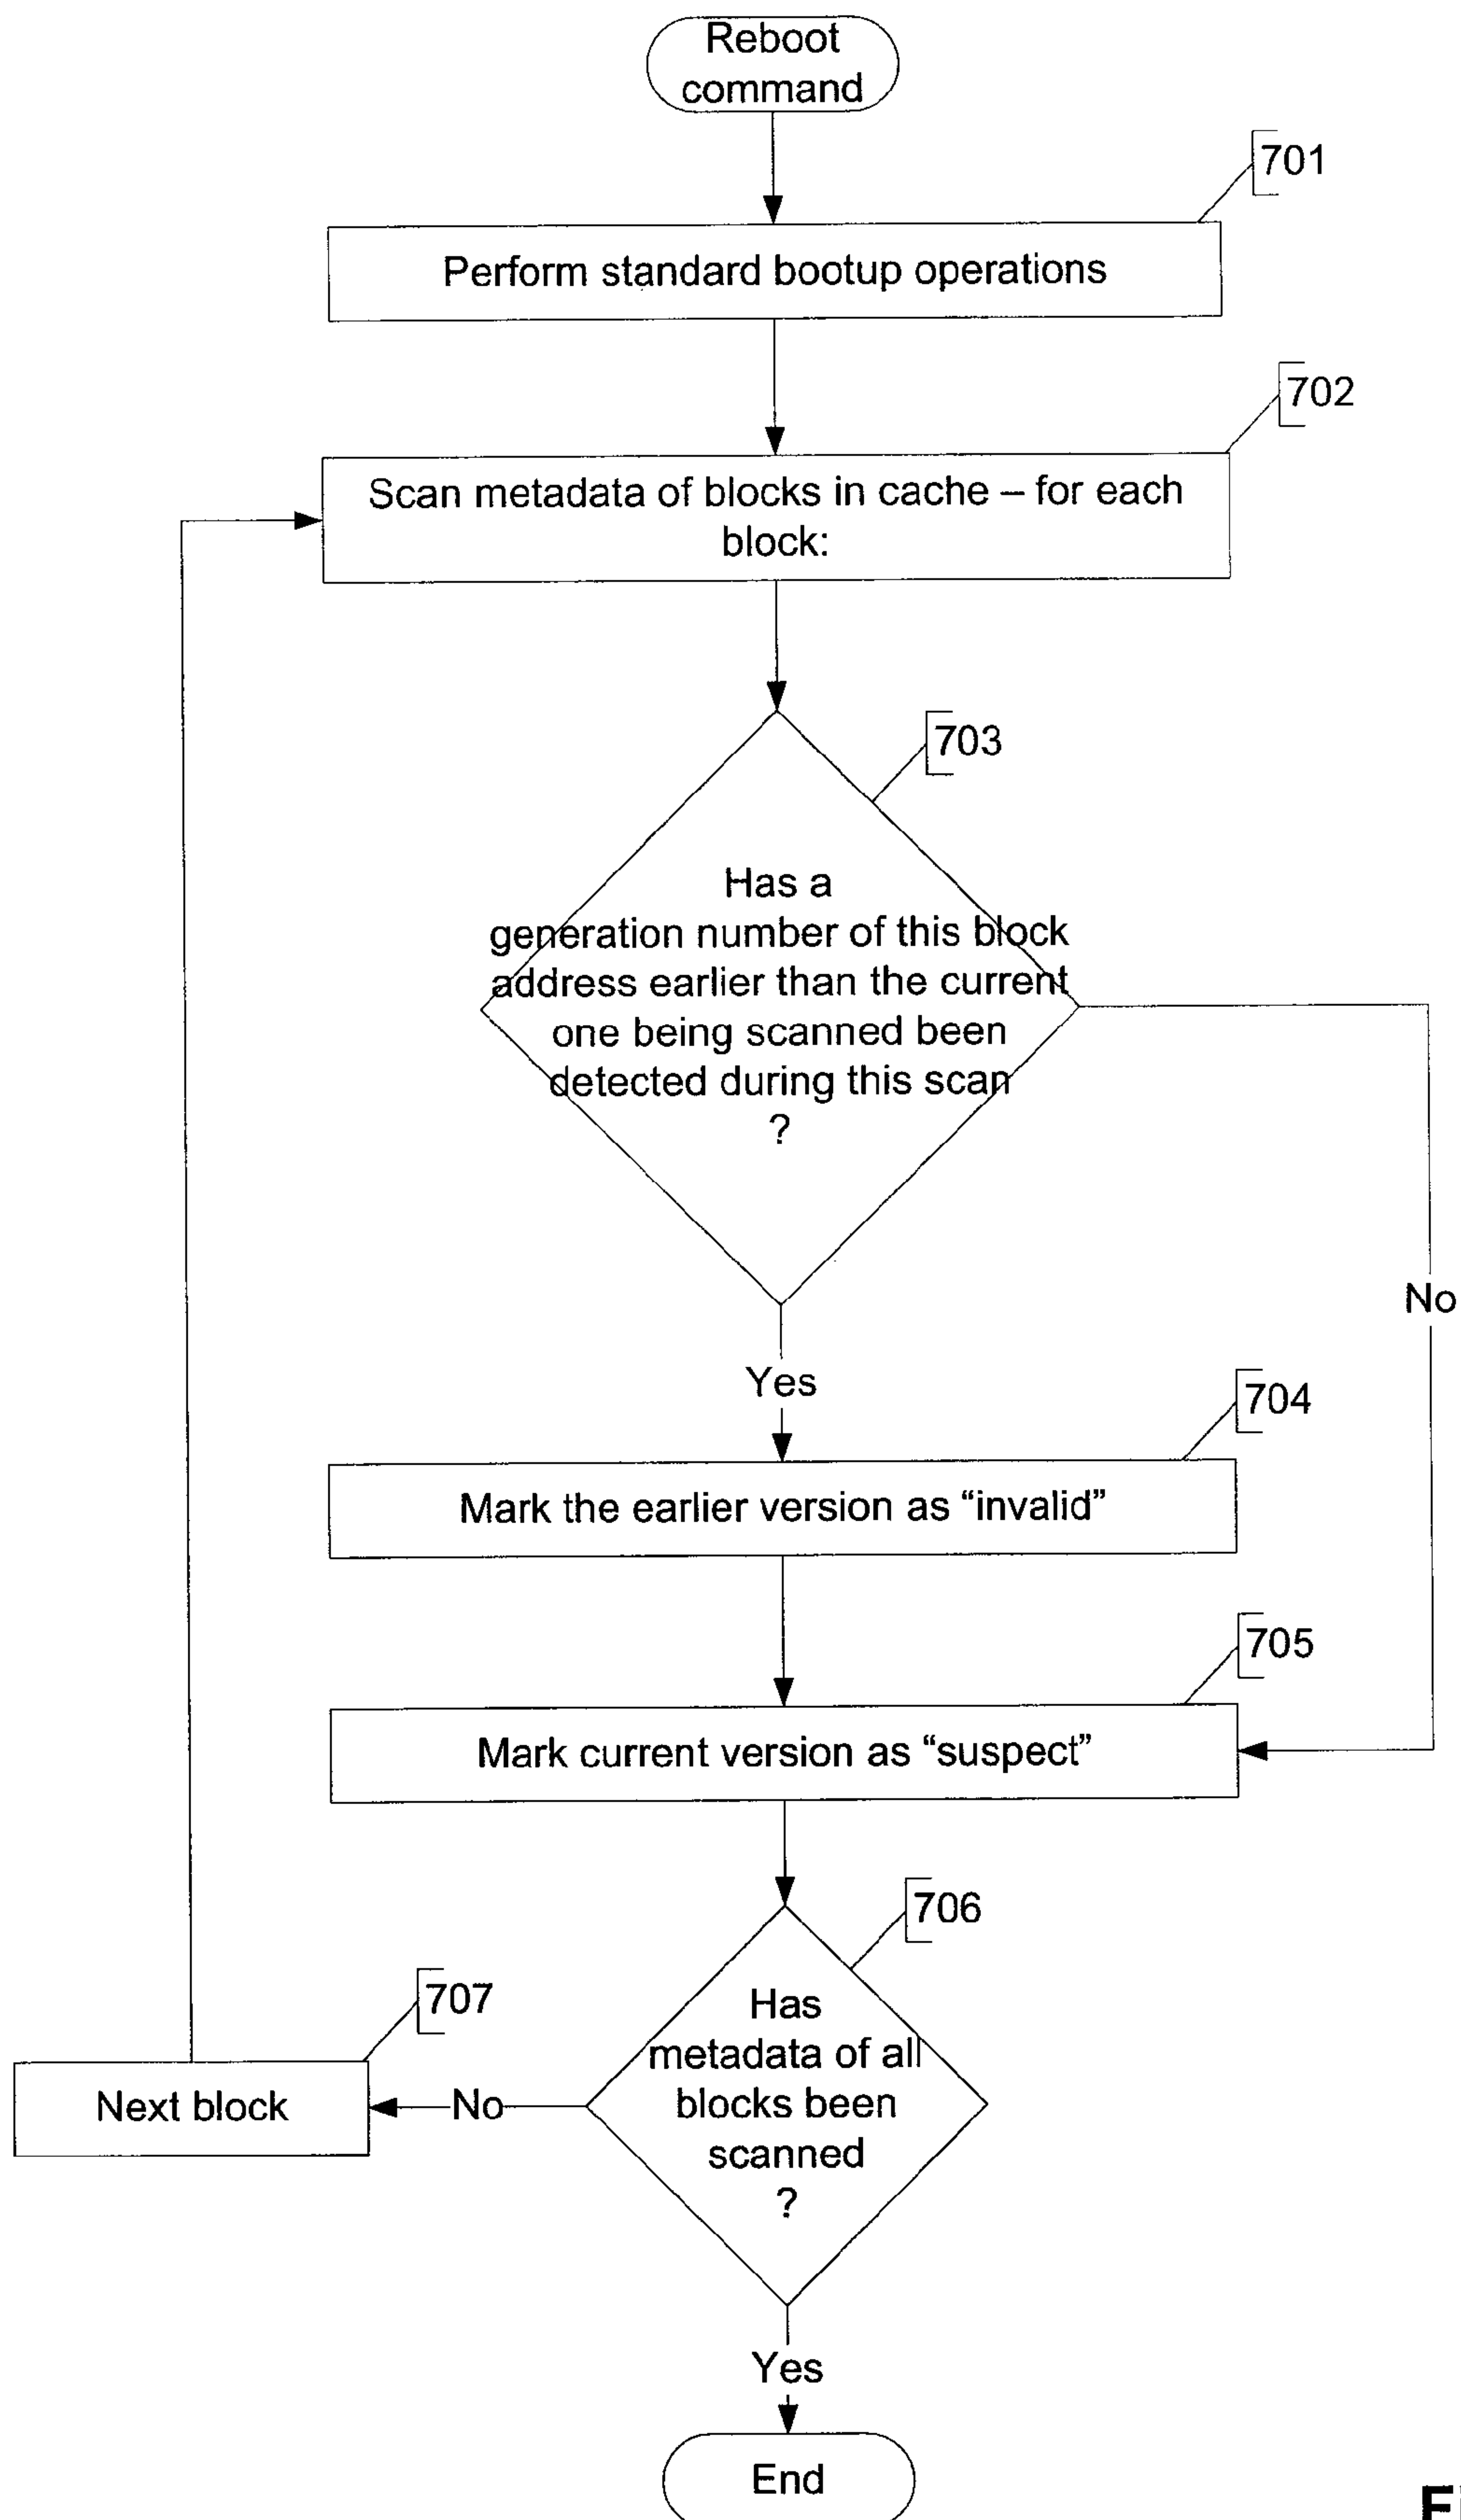 Reboot
command
701
Perform standard bootup operations
702
Scan metadata of blocks in cache – for each
block:
703
Has a
generation number of this block
address earlier than the current
one being scanned been
detected during this scan
?
No
Yes
704
Mark the earlier version as “invalid”
705
Mark current version as “suspect”
706
707
Has
metadata of all
blocks been
scanned
?
Next block
No
Yes
End